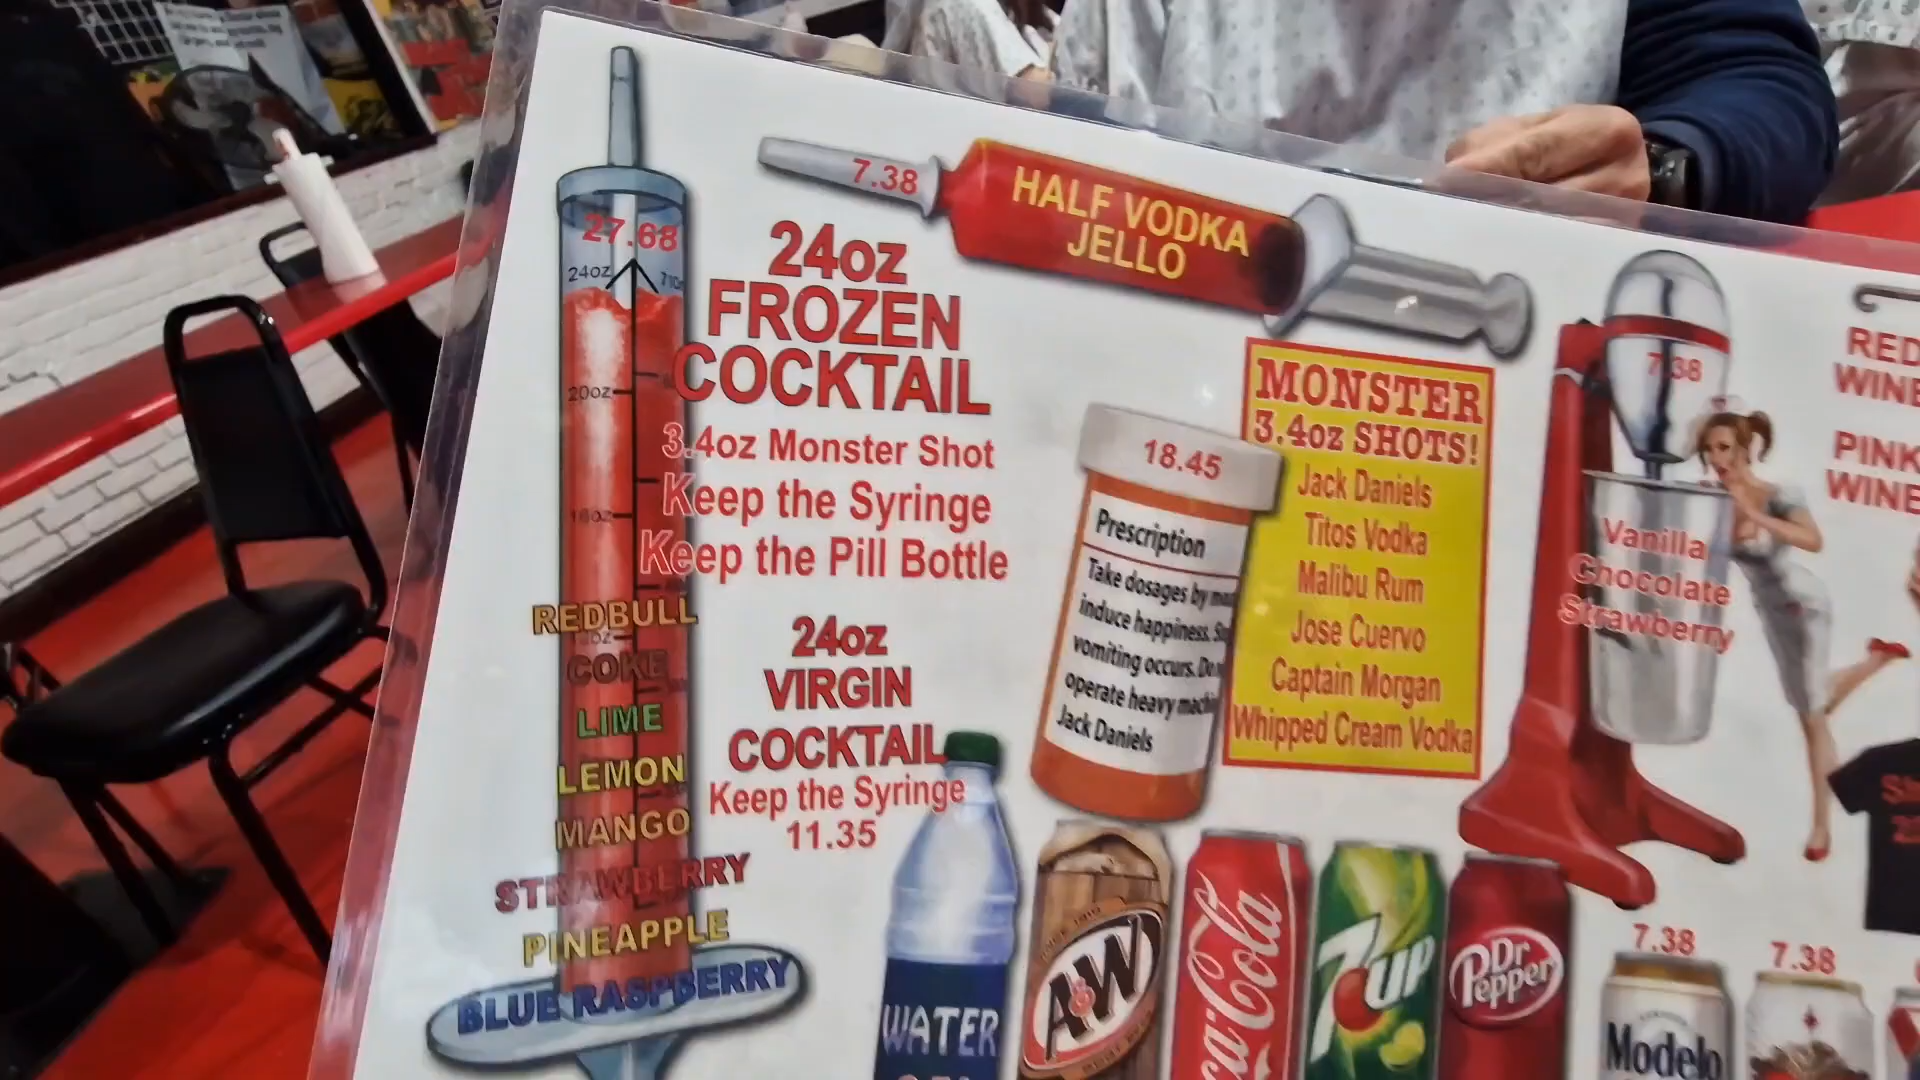 27.68
24oz
20oz
16oz
REDBULL
COKE
LIME
LEMON
MANGO
STRAWBERRY
PINEAPPLE
BLUE RASPBERRY
24oz
FROZEN
COCKTAIL
3.4oz Monster Shot
Keep the Syringe
Keep the Pill Bottle
24oz
VIRGIN
COCKTAIL
Keep the Syringe
11.35
7.38
HALF VODKA
JELLO
18.45
Prescription
Take dosages by
induce happiness.
vomiting occurs. Do
operate heavy
Jack Daniels
MONSTER
3.4oz SHOTS!
Jack Daniels
Titos Vodka
Malibu Rum
Jose Cuervo
Captain Morgan
Whipped Cream Vodka
7.38
Vanilla
Chocolate
Strawberry
RED
WINE
PINK
WINE
WATER
A&W
Coca-Cola
7UP
Dr
Pepper
7.38
Modelo
7.38